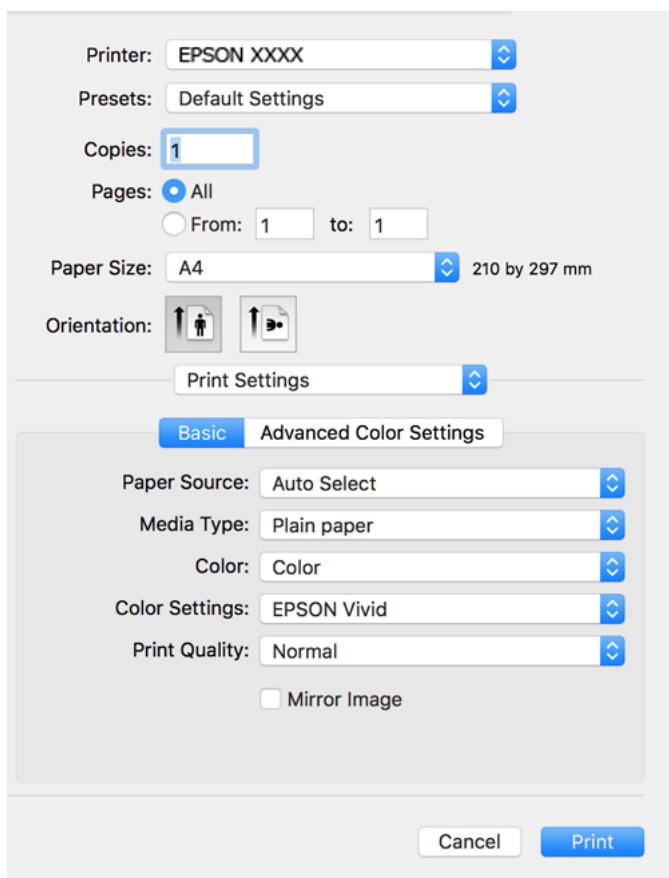 Printer: EPSON XXXX
Presets: Default Settings
Copies: 1
Pages: All
From: 1 to: 1
Paper Size: A4 210 by 297 mm
Orientation:
Print Settings
Basic Advanced Color Settings
Paper Source: Auto Select
Media Type: Plain paper
Color: Color
Color Settings: EPSON Vivid
Print Quality: Normal
Mirror Image
Cancel Print